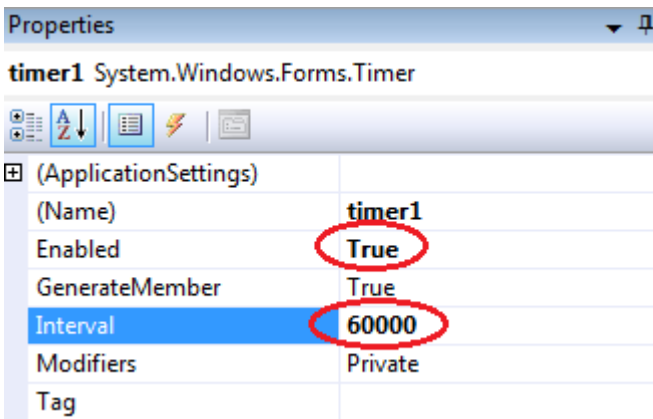 Properties
timer1 System.Windows.Forms.Timer
A
Z
(ApplicationSettings)
(Name) timer1
Enabled True
GenerateMember True
Interval 60000
Modifiers Private
Tag